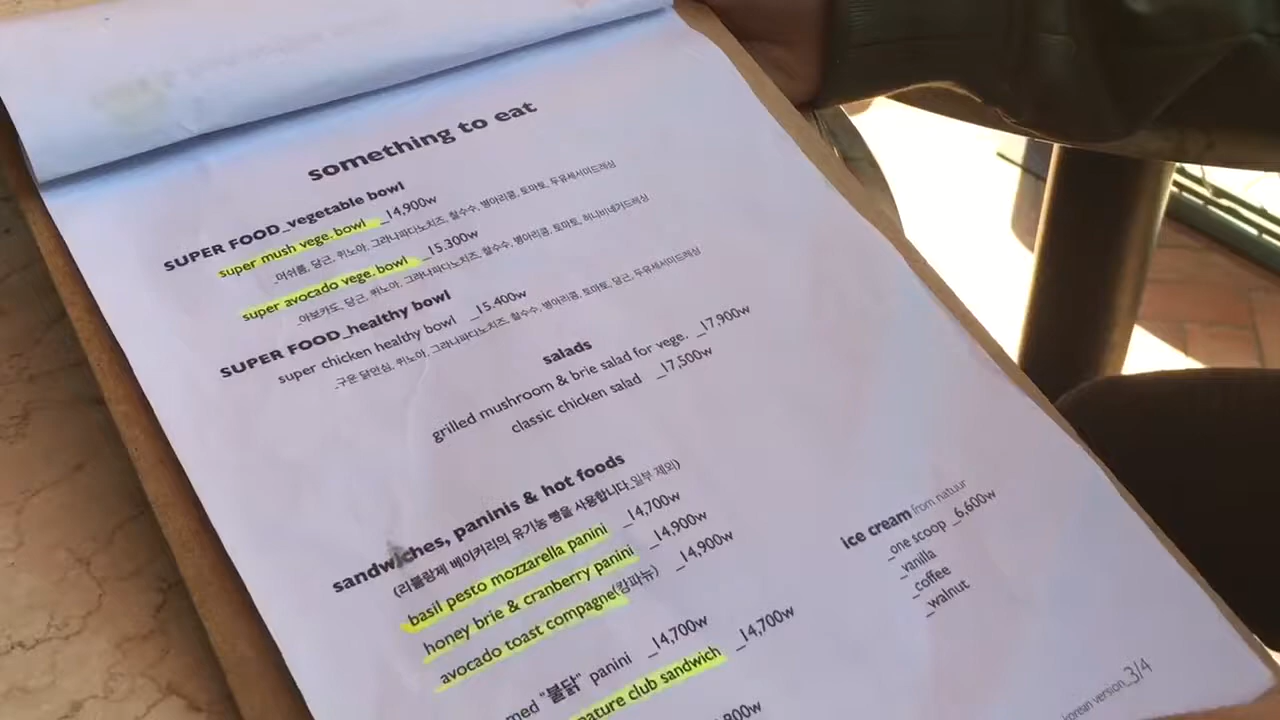 something to eat
SUPER FOOD_vegetable bowl
super mush vege. bowl _14,900w
_머쉬룸, 당근, 퀴노아, 그라나파다노치즈, 찰수수, 병아리콩, 토마토, 두유세서미드레싱
super avocado vege. bowl _15.300w
_아보카도, 당근, 퀴노아, 그라나파다노치즈, 찰수수, 병아리콩, 토마토, 허니비네거드레싱
SUPER FOOD_healthy bowl
super chicken healthy bowl _15.400w
_구운 닭안심, 퀴노아, 그라나파다노치즈, 찰수수, 병아리콩, 토마토, 당근, 두유세서미드레싱
salads
grilled mushroom & brie salad for vege. _17,900w
classic chicken salad _17,500w
sandwiches, paninis & hot foods
(리블랑제 베이커리의 유기농 빵을 사용합니다_일부 제외)
basil pesto mozzarella panini _14,700w
honey brie & cranberry panini _14,900w
avocado toast compagne(캉파뉴) _14,900w
"불닭" panini _14,700w
club sandwich _14,700w
ice cream from natuur
_one scoop _6,600w
_vanilla
_coffee
_walnut
korean version_3/4